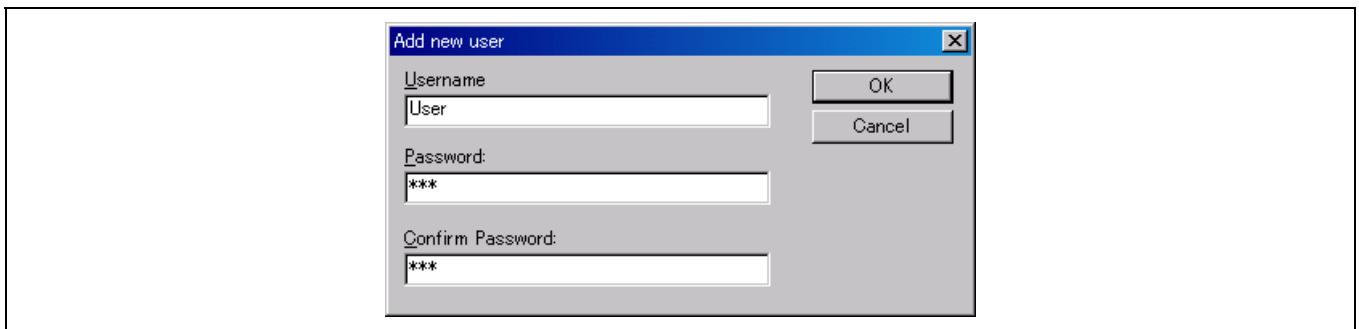 Add new user
Username
User
OK
Cancel
Password:
***
Confirm Password:
***